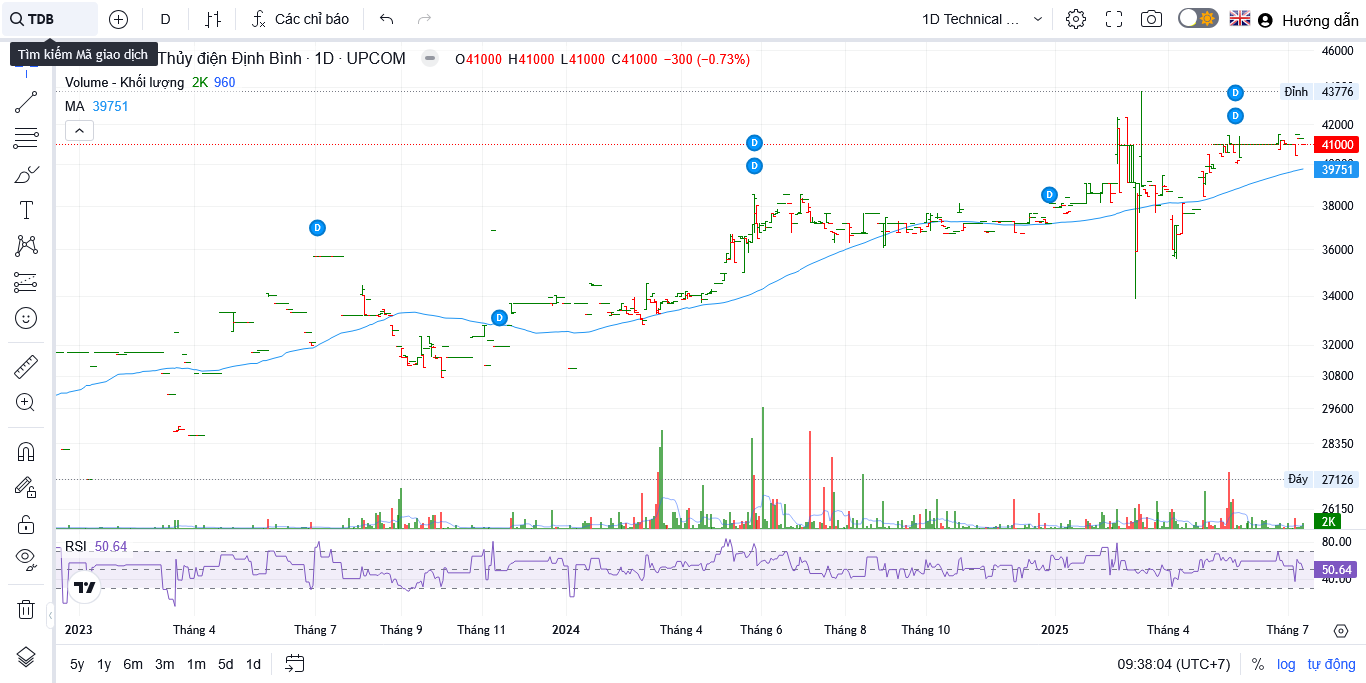 TDB
D
Các chỉ báo
1D Technical ...
Hướng dẫn
Tìm kiếm Mã giao dịch
Thủy điện Định Bình · 1D · UPCOM
O41000 H41000 L41000 C41000 −300 (−0.73%)
Volume - Khối lượng 2K 960
MA 39751
46000
Đỉnh 43776
42000
41000
39751
38000
36000
34000
32000
30800
29600
28350
Đáy 27126
26150
2K
D
D
D
D
D
D
D
RSI 50.64
80.00
50.64
40.00
2023 Tháng 4 Tháng 7 Tháng 9 Tháng 11 2024 Tháng 4 Tháng 6 Tháng 8 Tháng 10 2025 Tháng 4 Tháng 7
5y 1y 6m 3m 1m 5d 1d
09:38:04 (UTC+7) % log tự động